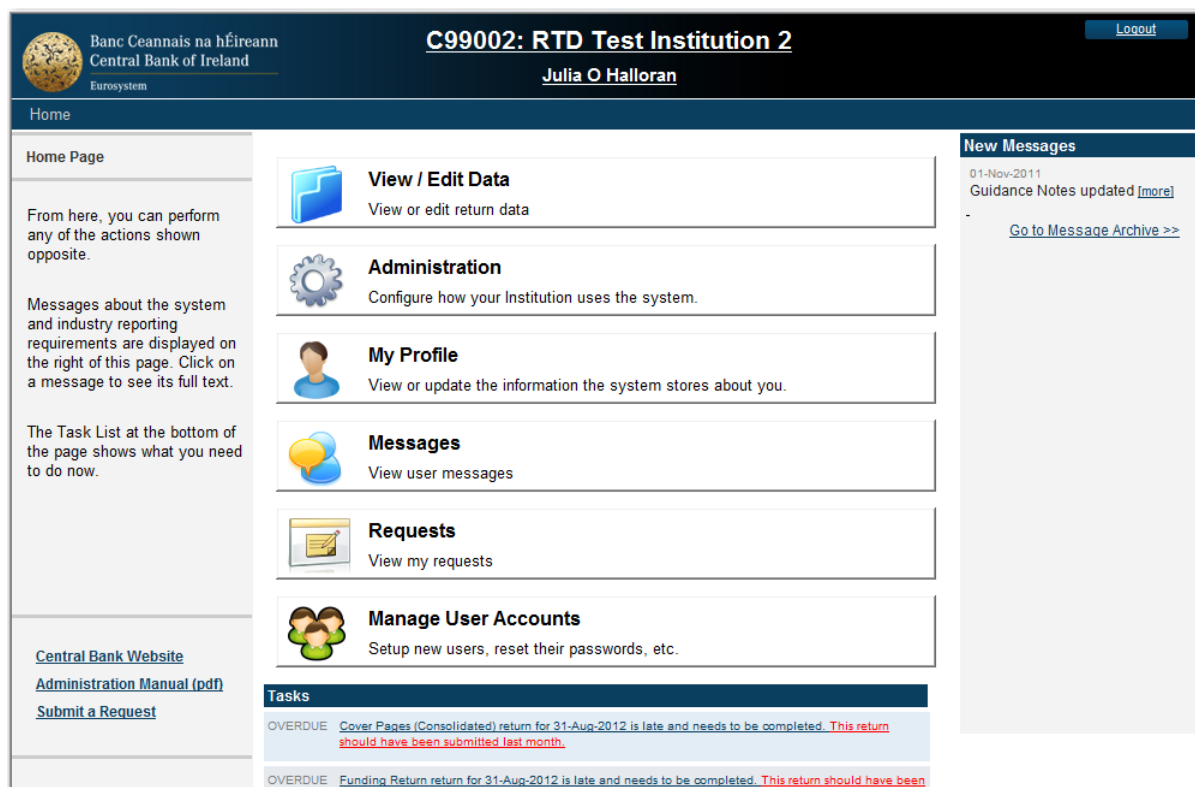 Banc Ceannais na hÉireann
Central Bank of Ireland
Eurosystem
C99002: RTD Test Institution 2
Julia O Halloran
Logout
Home
Home Page
From here, you can perform
any of the actions shown
opposite.
Messages about the system
and industry reporting
requirements are displayed on
the right of this page. Click on
a message to see its full text.
The Task List at the bottom of
the page shows what you need
to do now.
Central Bank Website
Administration Manual (pdf)
Submit a Request
View / Edit Data
View or edit return data
Administration
Configure how your Institution uses the system.
My Profile
View or update the information the system stores about you.
Messages
View user messages
Requests
View my requests
Manage User Accounts
Setup new users, reset their passwords, etc.
Tasks
OVERDUE Cover Pages (Consolidated) return for 31-Aug-2012 is late and needs to be completed. This return
should have been submitted last month.
OVERDUE Funding Return return for 31-Aug-2012 is late and needs to be completed. This return should have been
New Messages
01-Nov-2011
Guidance Notes updated [more]
-
Go to Message Archive >>